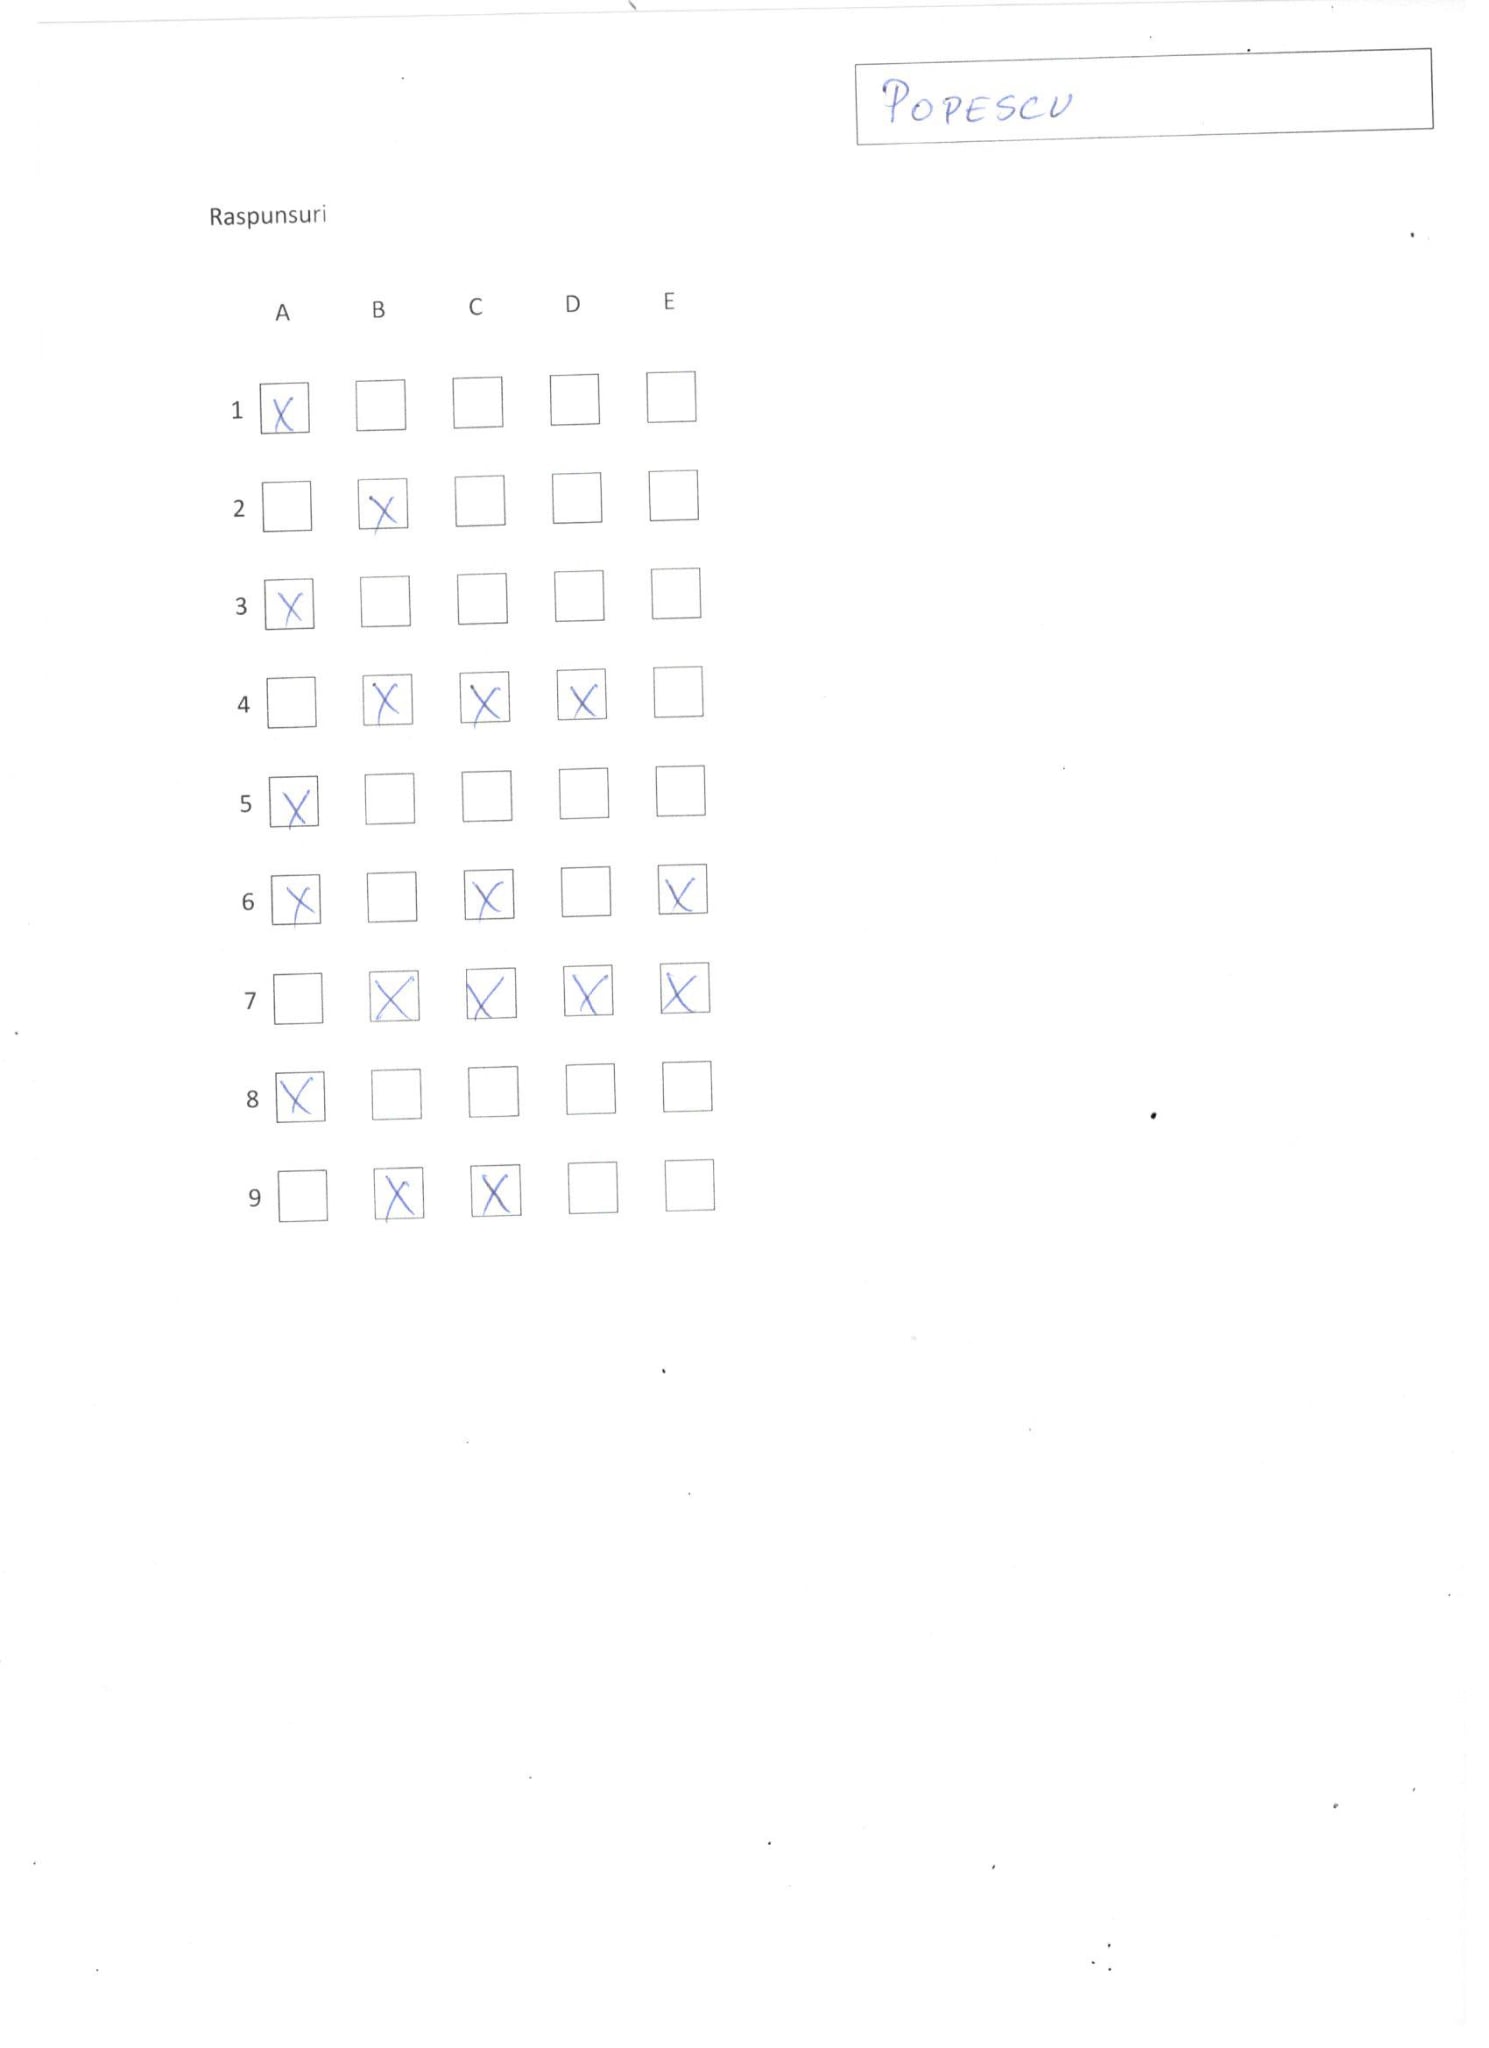 POPESCU
Raspunsuri
A B C D E
1 X
2 X
3 X
4 X X X
5 X
6 X X X
7 X X X X
8 X
9 X X